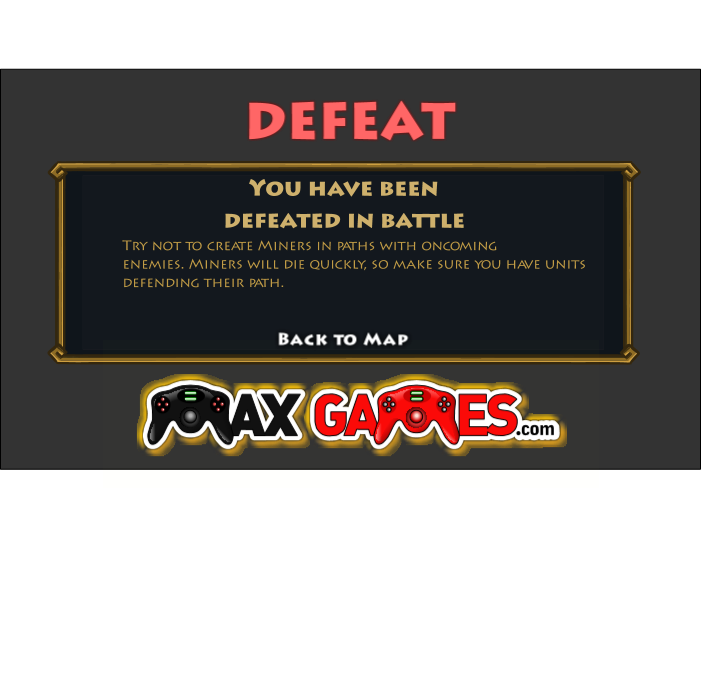 DEFEAT
You have been
defeated in battle
Try not to create Miners in paths with oncoming
enemies. Miners will die quickly, so make sure you have units
defending their path.
Back to Map
MAX GAMES.com